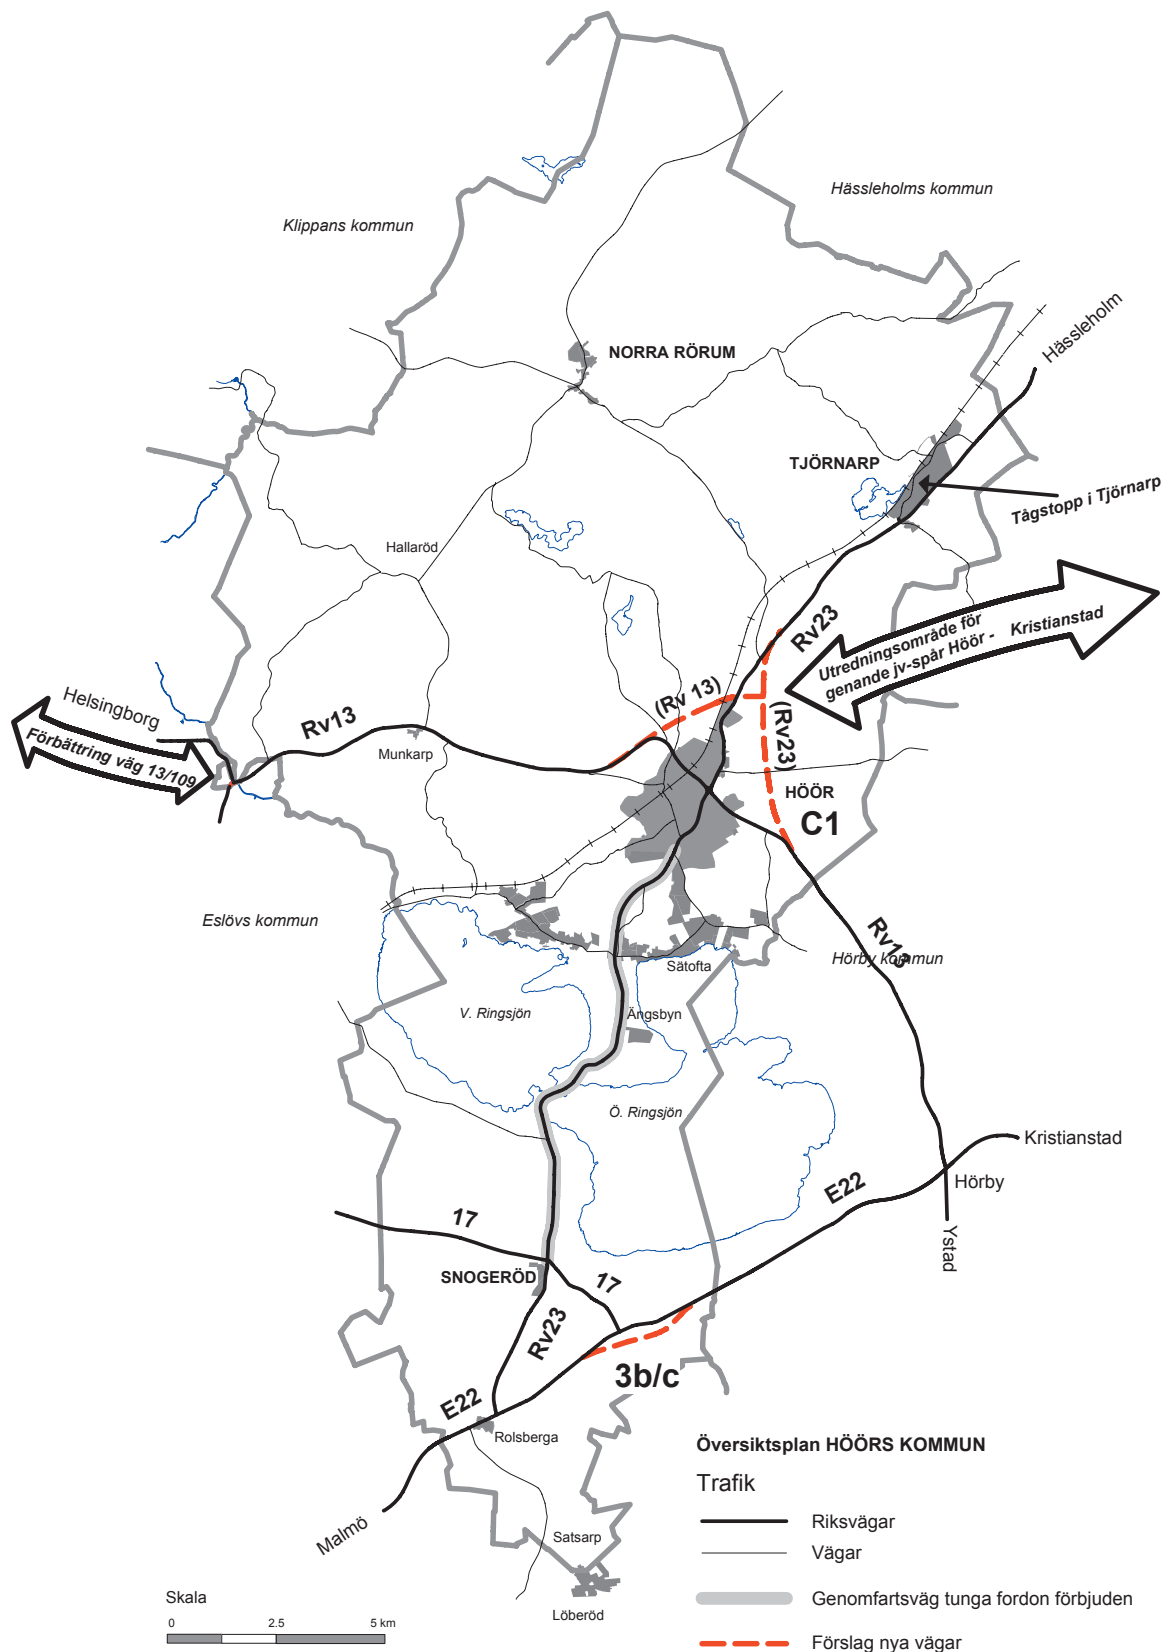 Hässleholms kommun
Klippans kommun
Hässleholm
NORRA RÖRUM
TJÖRNARP
Tågstopp i Tjörnarp
Hallaröd
Rv23
Utredningsområde för
genande jv-spår Höör - Kristianstad
Helsingborg
Förbättring väg 13/109
Rv13
(Rv 13)
(Rv23)
Munkarp
HÖÖR
C1
Eslövs kommun
Rv13
Hörby kommun
Sätofta
V. Ringsjön
Ängsbyn
Ö. Ringsjön
Kristianstad
E22
Hörby
Ystad
17
SNOGERÖD
17
Rv23
3b/c
E22
Rolsberga
Malmö
Satsarp
Löberöd
Översiktsplan HÖÖRS KOMMUN
Trafik
Riksvägar
Vägar
Genomfartsväg tunga fordon förbjuden
Förslag nya vägar
Skala
0 2.5 5 km